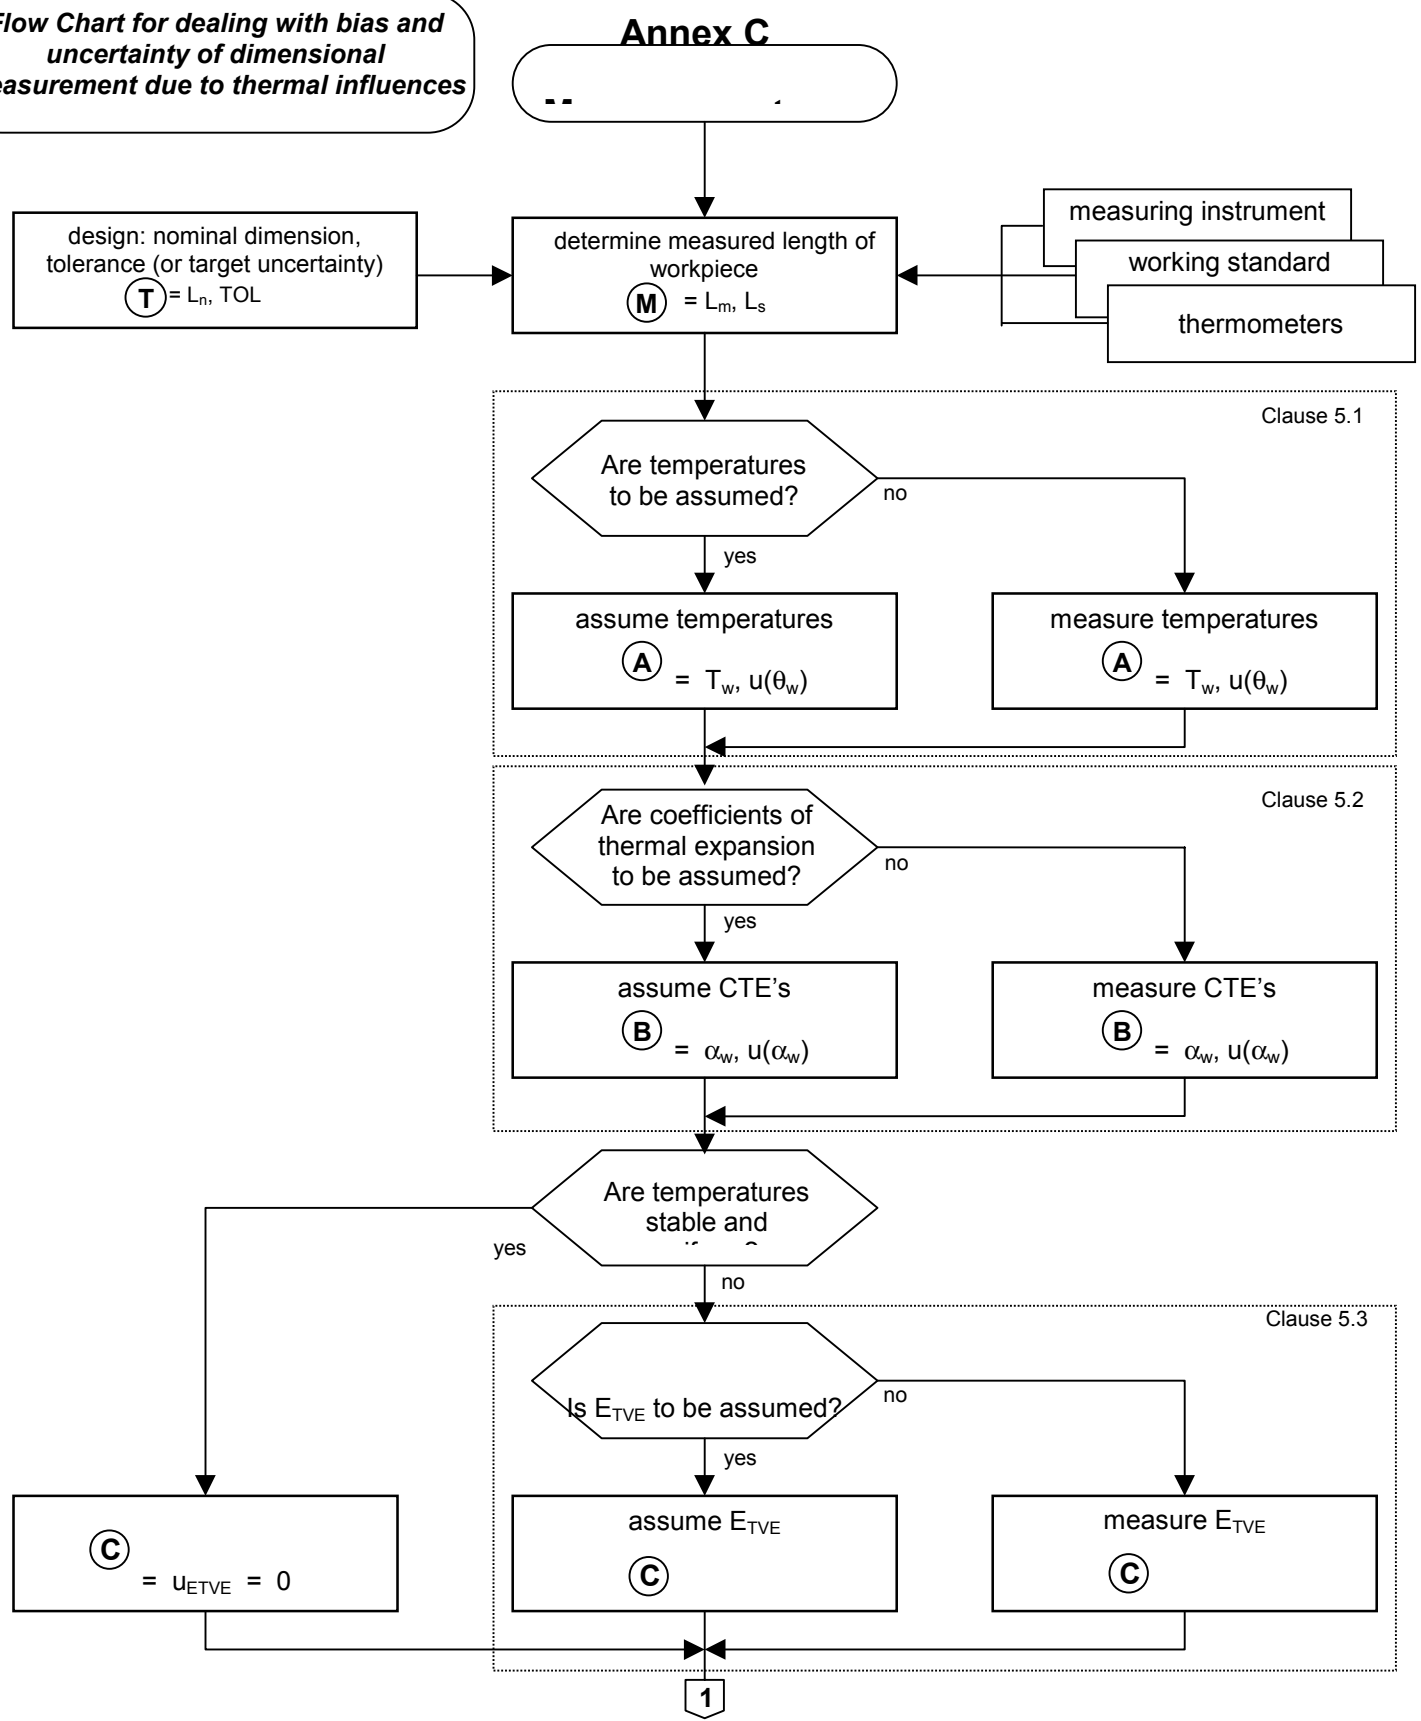 Flow Chart for dealing with bias and
uncertainty of dimensional
measurement due to thermal influences
Annex C
design: nominal dimension,
tolerance (or target uncertainty)
T = Ln, TOL
determine measured length of
workpiece
M = Lm, Ls
measuring instrument
working standard
thermometers
Clause 5.1
Are temperatures
to be assumed?
no
yes
assume temperatures
A = Tw, u(θw)
measure temperatures
A = Tw, u(θw)
Clause 5.2
Are coefficients of
thermal expansion
to be assumed?
no
yes
assume CTE's
B = αw, u(αw)
measure CTE's
B = αw, u(αw)
Are temperatures
stable and
yes
no
Clause 5.3
Is ETVE to be assumed?
no
yes
C = uETVE = 0
assume ETVE
C
measure ETVE
C
1